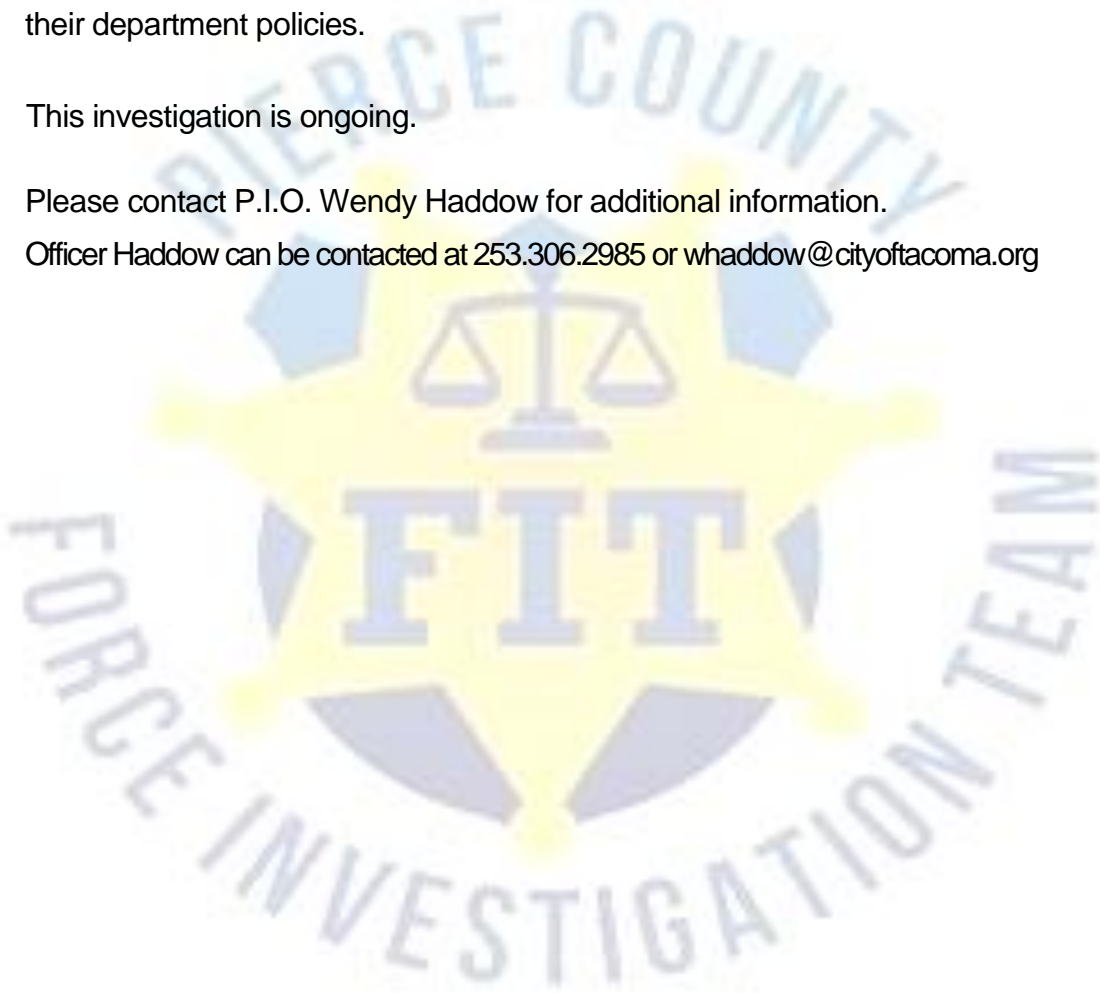 their department policies.
This investigation is ongoing.
Please contact P.I.O. Wendy Haddow for additional information.
Officer Haddow can be contacted at 253.306.2985 or whaddow@cityoftacoma.org
PIERCE COUNTY
FIT
FORCE INVESTIGATION TEAM